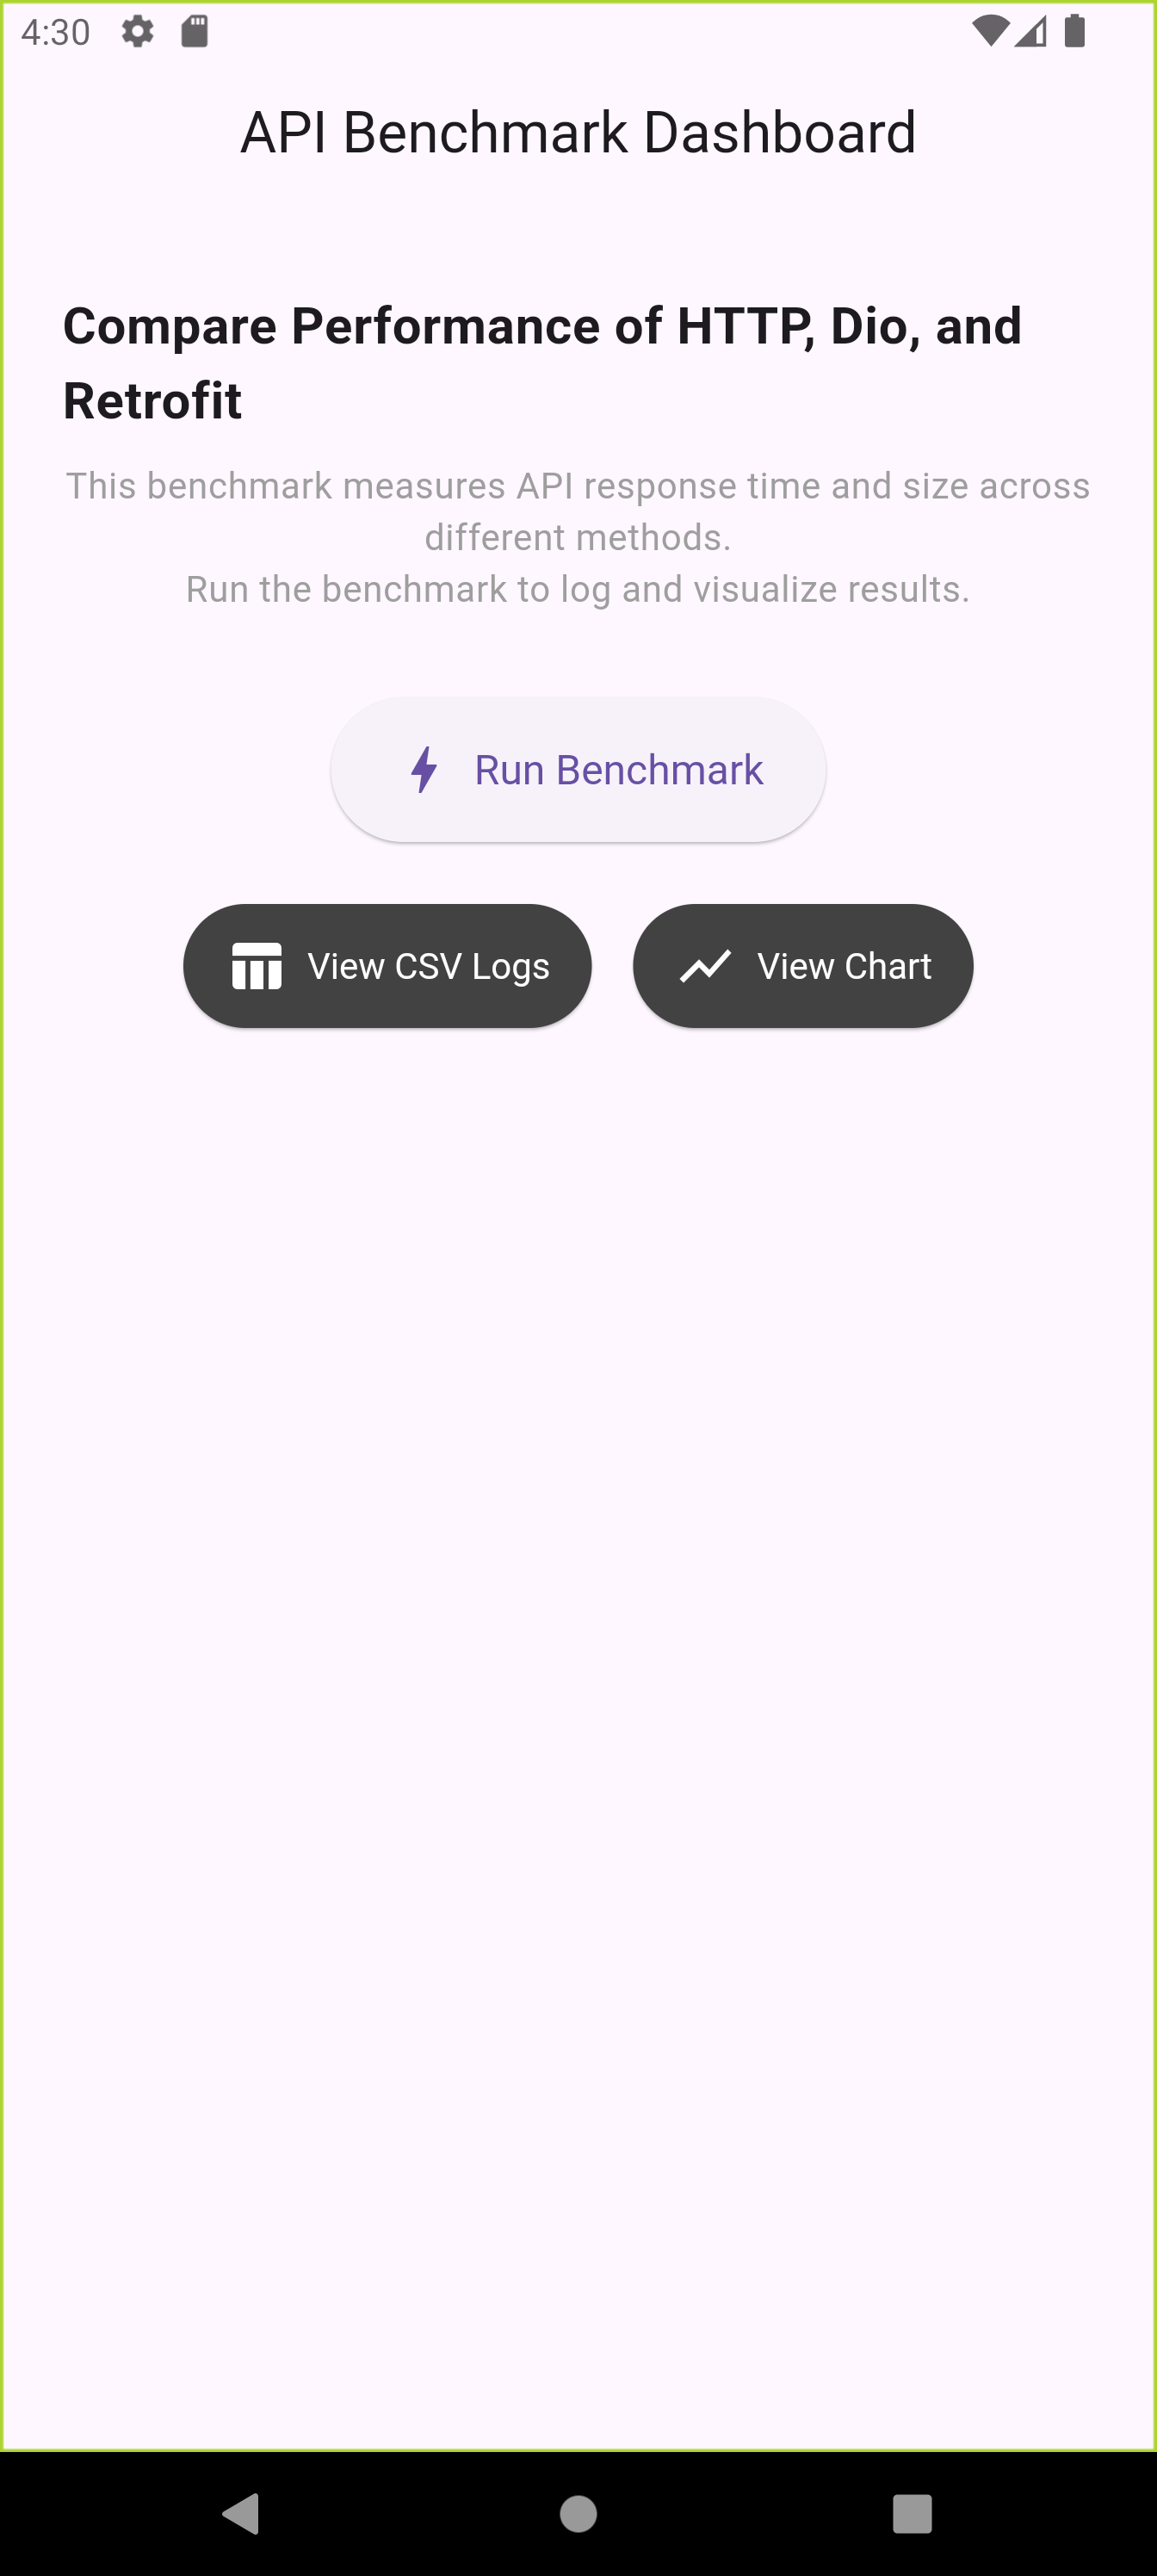 4:30
API Benchmark Dashboard
Compare Performance of HTTP, Dio, and
Retrofit
This benchmark measures API response time and size across
different methods.
Run the benchmark to log and visualize results.
Run Benchmark
View CSV Logs
View Chart